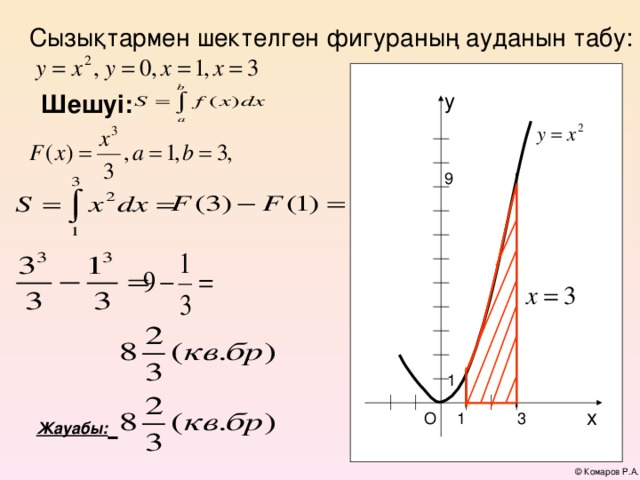 Сызықтармен шектелген фигураның ауданын табу:
y = x², y = 0, x = 1, x = 3
Шешуі: S = ∫ₐᵇ f(x)dx
F(x) = x³/3, a = 1, b = 3,
S = ∫₁³ x² dx = F(3) − F(1) =
3³/3 − 1³/3 = 9 − 1/3 =
8 2/3 (кв.бр)
Жауабы: 8 2/3 (кв.бр)
у
y = x²
9
x = 3
1
О 1 3 х
© Комаров Р.А.